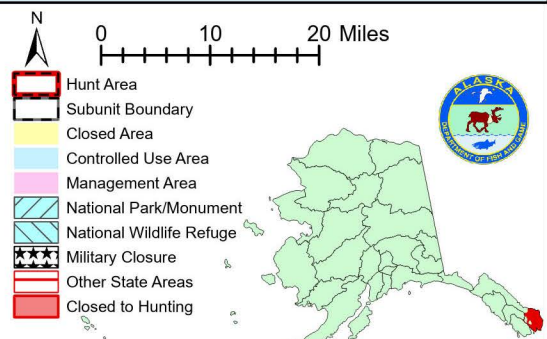 N
0 10 20 Miles
Hunt Area
Subunit Boundary
Closed Area
Controlled Use Area
Management Area
National Park/Monument
National Wildlife Refuge
Military Closure
Other State Areas
Closed to Hunting
ALASKA
DEPARTMENT OF FISH AND GAME